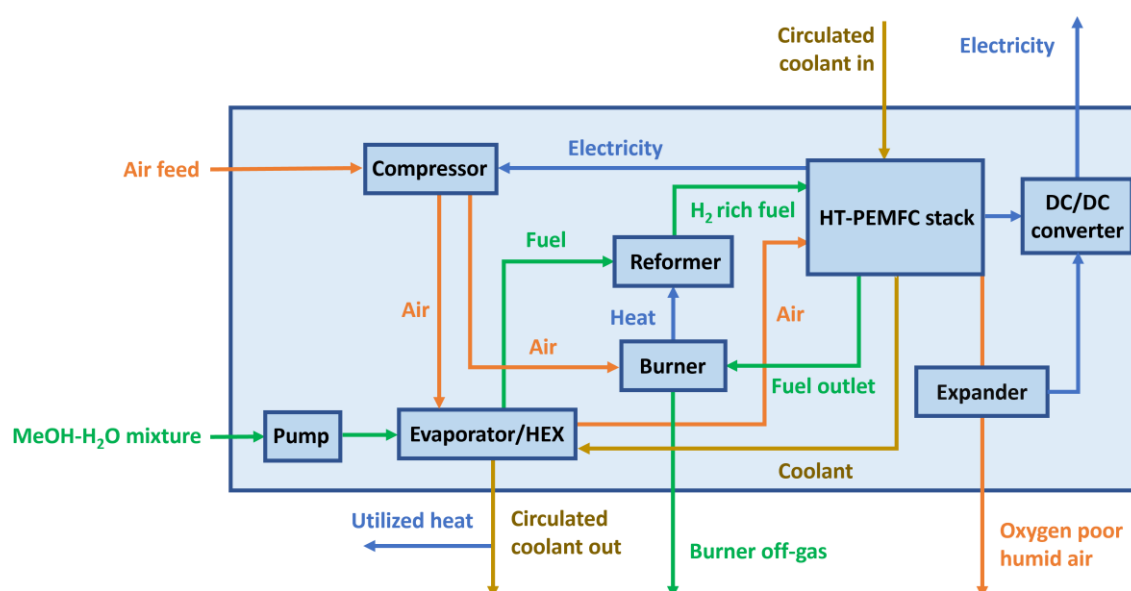 Circulated
coolant in
Electricity
Air feed
Compressor
Electricity
H₂ rich fuel
HT-PEMFC stack
DC/DC
converter
Fuel
Reformer
Air
Heat
Air
Air
Burner
Fuel outlet
Expander
MeOH-H₂O mixture
Pump
Evaporator/HEX
Coolant
Utilized heat
Circulated
coolant out
Burner off-gas
Oxygen poor
humid air